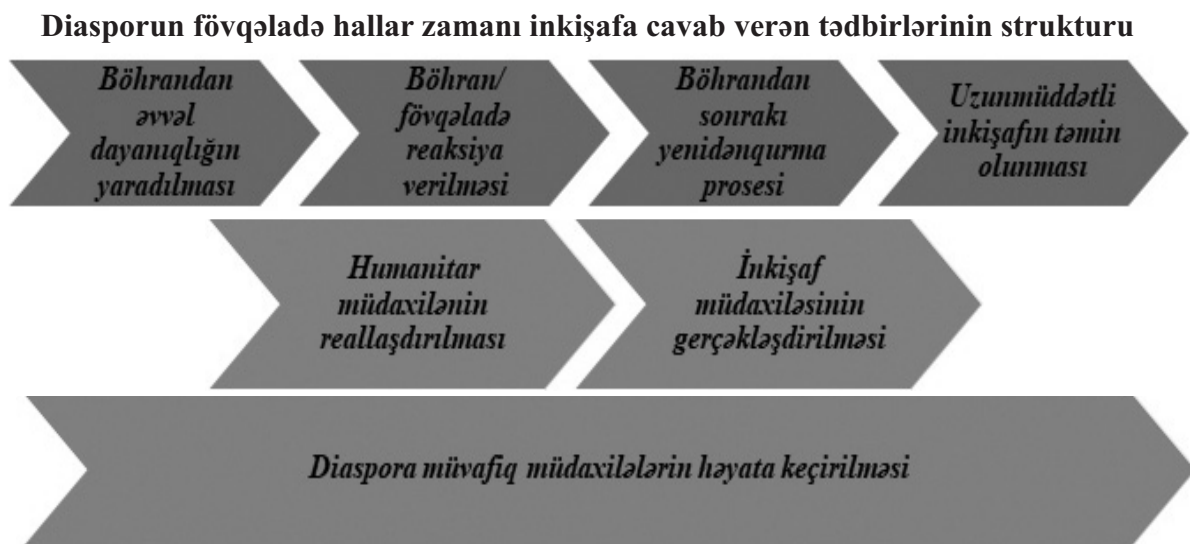 Diasporun fövqəladə hallar zamanı inkişafa cavab verən tədbirlərinin strukturu
Böhrandan
əvvəl
dayanıqlığın
yaradılması
Böhran/
fövqəladə
reaksiya
verilməsi
Böhrandan
sonrakı
yenidənqurma
prosesi
Uzunmüddətli
inkişafın təmin
olunması
Humanitar
müdaxilənin
reallaşdırılması
İnkişaf
müdaxiləsinin
gerçəkləşdirilməsi
Diaspora müvafiq müdaxilələrin həyata keçirilməsi